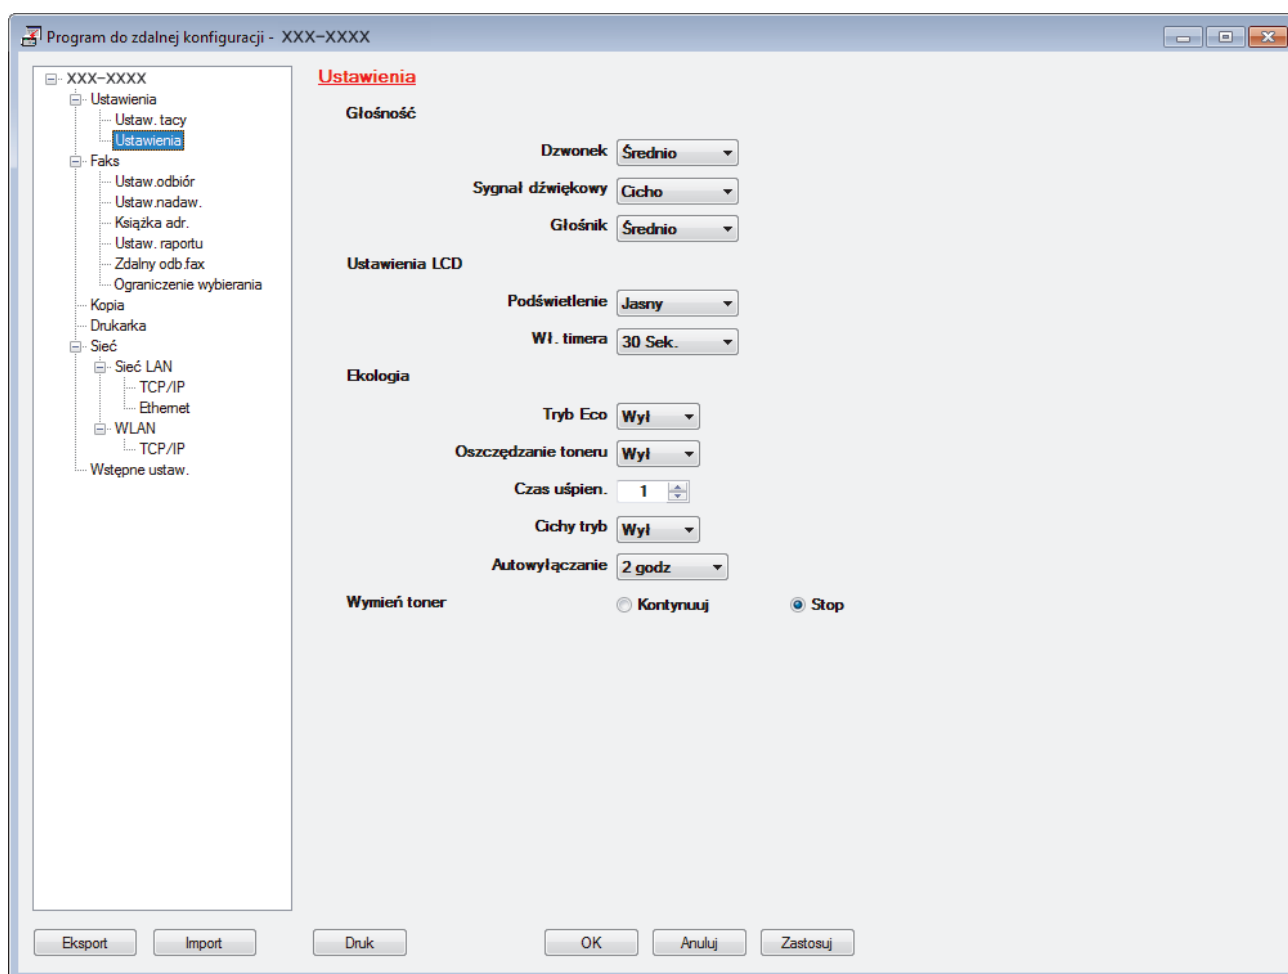 Program do zdalnej konfiguracji - XXX-XXXX
XXX-XXXX
Ustawienia
Ustaw. tacy
Ustawienia
Faks
Ustaw.odbiór
Ustaw.nadaw.
Książka adr.
Ustaw. raportu
Zdalny odb.fax
Ograniczenie wybierania
Kopia
Drukarka
Sieć
Sieć LAN
TCP/IP
Ethernet
WLAN
TCP/IP
Wstępne ustaw.
Ustawienia
Głośność
Dzwonek Średnio
Sygnał dźwiękowy Cicho
Głośnik Średnio
Ustawienia LCD
Podświetlenie Jasny
Wł. timera 30 Sek.
Ekologia
Tryb Eco Wył
Oszczędzanie toneru Wył
Czas uśpien. 1
Cichy tryb Wył
Autowyłączanie 2 godz
Wymień toner Kontynuuj Stop
Eksport Import Druk OK Anuluj Zastosuj